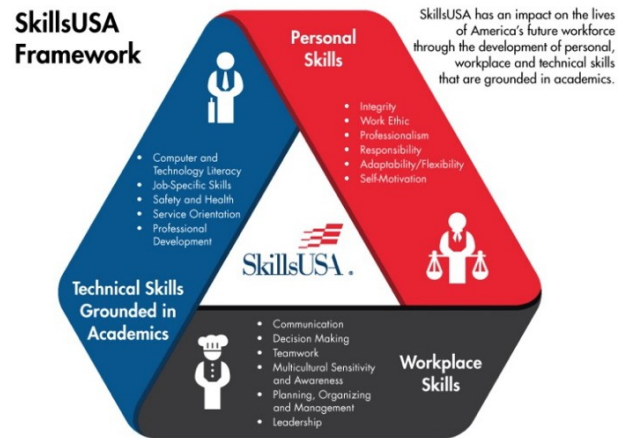 SkillsUSA
Framework
SkillsUSA has an impact on the lives
of America's future workforce
through the development of personal,
workplace and technical skills
that are grounded in academics.
Personal
Skills
• Integrity
• Work Ethic
• Professionalism
• Responsibility
• Adaptability/Flexibility
• Self-Motivation
• Computer and
Technology Literacy
• Job-Specific Skills
• Safety and Health
• Service Orientation
• Professional
Development
Technical Skills
Grounded in
Academics
SkillsUSA.
• Communication
• Decision Making
• Teamwork
• Multicultural Sensitivity
and Awareness
• Planning, Organizing
and Management
• Leadership
Workplace
Skills